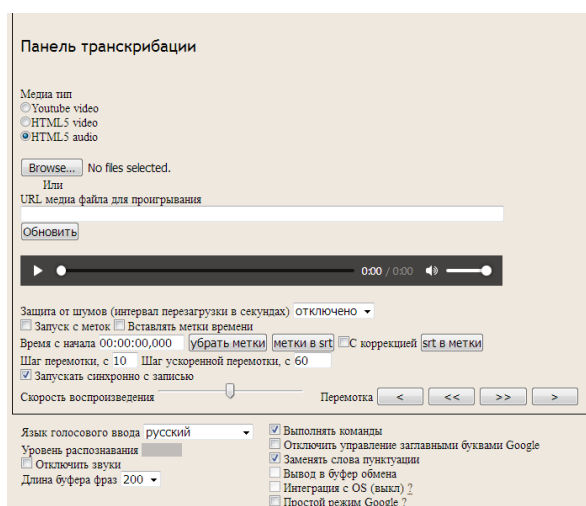 Панель транскрибации
Медиа тип
Youtube video
HTML5 video
HTML5 audio
Browse... No files selected.
Или
URL медиа файла для проигрывания
Обновить
0:00 / 0:00
Защита от шумов (интервал перезагрузки в секундах) отключено
Запуск с меток Вставлять метки времени
Время с начала 00:00:00,000 убрать метки метки в srt С коррекцией srt в метки
Шаг перемотки, с 10 Шаг ускоренной перемотки, с 60
Запускать синхронно с записью
Скорость воспроизведения Перемотка < << >> >
Язык голосового ввода русский
Уровень распознавания
Отключить звуки
Длина буфера фраз 200
Выполнять команды
Отключить управление заглавными буквами Google
Заменять слова пунктуации
Вывод в буфер обмена
Интеграция с OS (выкл) ?
Простой режим Google ?